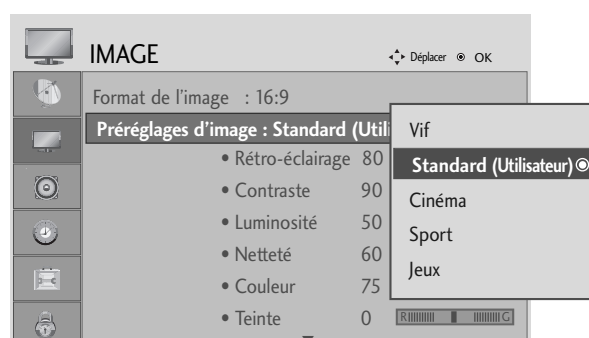 IMAGE
Déplacer OK
Format de l'image : 16:9
Préréglages d'image : Standard (Utili
• Rétro-éclairage 80
• Contraste 90
• Luminosité 50
• Netteté 60
• Couleur 75
• Teinte 0 R G
Vif
Standard (Utilisateur)
Cinéma
Sport
Jeux